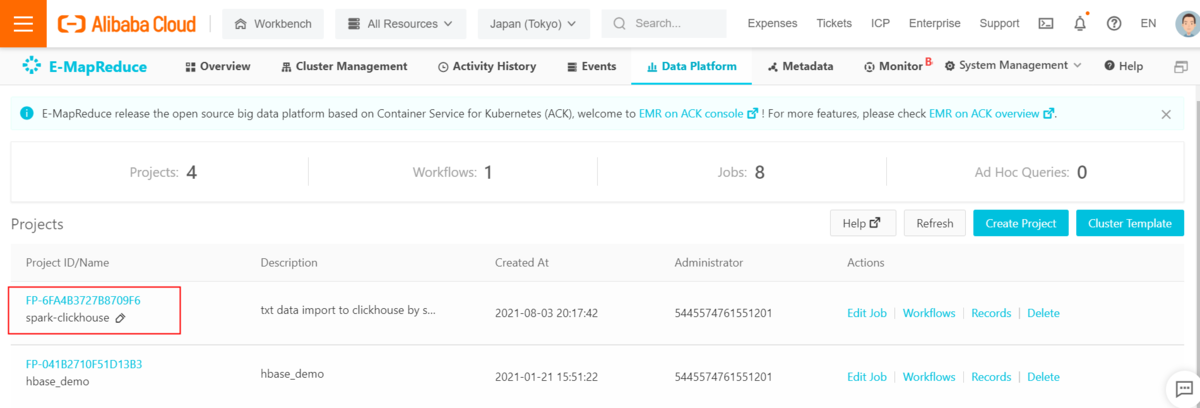 Alibaba Cloud Workbench All Resources Japan (Tokyo) Search... Expenses Tickets ICP Enterprise Support EN
E-MapReduce Overview Cluster Management Activity History Events Data Platform Metadata Monitor B System Management Help
E-MapReduce release the open source big data platform based on Container Service for Kubernetes (ACK), welcome to EMR on ACK console ! For more features, please check EMR on ACK overview .
Projects: 4 Workflows: 1 Jobs: 8 Ad Hoc Queries: 0
Projects Help Refresh Create Project Cluster Template
Project ID/Name Description Created At Administrator Actions
FP-6FA4B3727B8709F6
spark-clickhouse txt data import to clickhouse by s... 2021-08-03 20:17:42 5445574761551201 Edit Job Workflows Records Delete
FP-041B2710F51D13B3
hbase_demo hbase_demo 2021-01-21 15:51:22 5445574761551201 Edit Job Workflows Records Delete